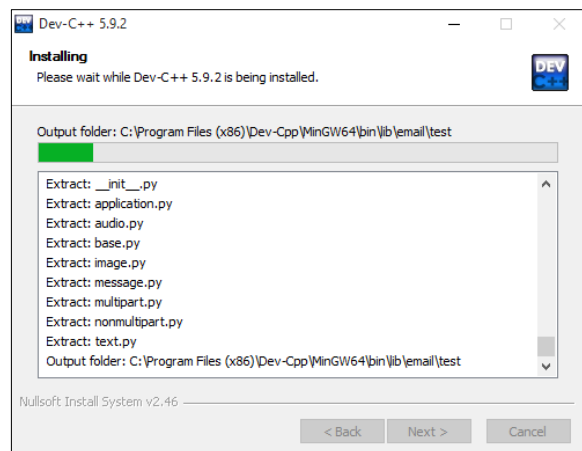 Dev-C++ 5.9.2
Installing
Please wait while Dev-C++ 5.9.2 is being installed.
DEV
C++
Output folder: C:\Program Files (x86)\Dev-Cpp\MinGW64\bin\lib\email\test
Extract: __init__.py
Extract: application.py
Extract: audio.py
Extract: base.py
Extract: image.py
Extract: message.py
Extract: multipart.py
Extract: nonmultipart.py
Extract: text.py
Output folder: C:\Program Files (x86)\Dev-Cpp\MinGW64\bin\lib\email\test
Nullsoft Install System v2.46
< Back Next > Cancel